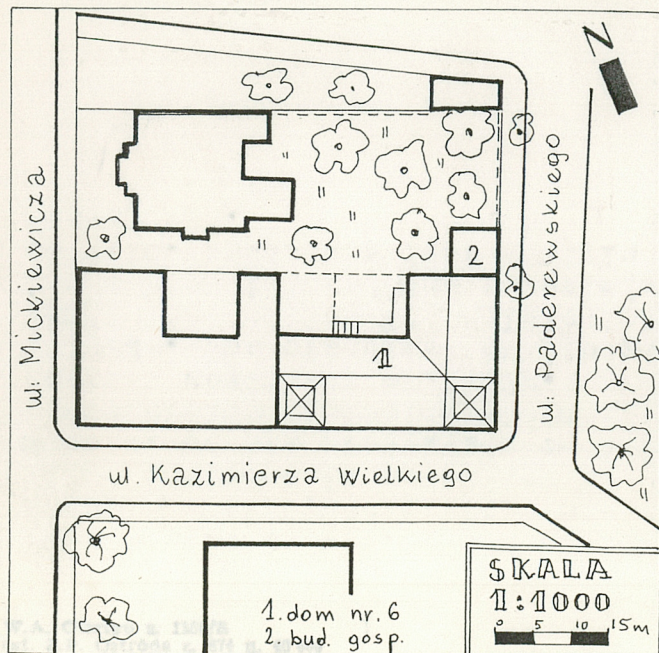 N
ul. Mickiewicza
ul. Paderewskiego
2
1
ul. Kazimierza Wielkiego
1. dom nr. 6
2. bud. gosp.
SKALA
1:1000
0 5 10 15m